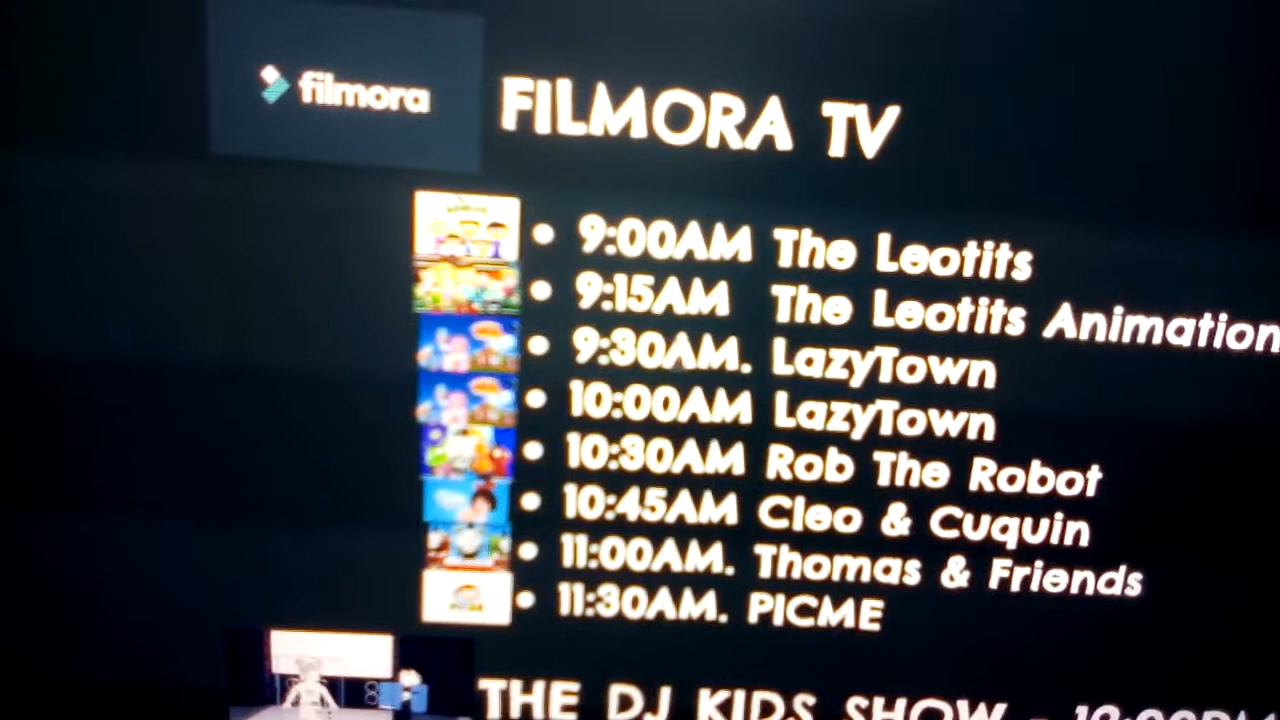 filmora
FILMORA TV
• 9:00AM The Leotits
• 9:15AM The Leotits Animation
• 9:30AM. LazyTown
• 10:00AM LazyTown
• 10:30AM Rob The Robot
• 10:45AM Cleo & Cuquin
• 11:00AM. Thomas & Friends
• 11:30AM. PICME
THE DJ KIDS SHOW - 12:00PM